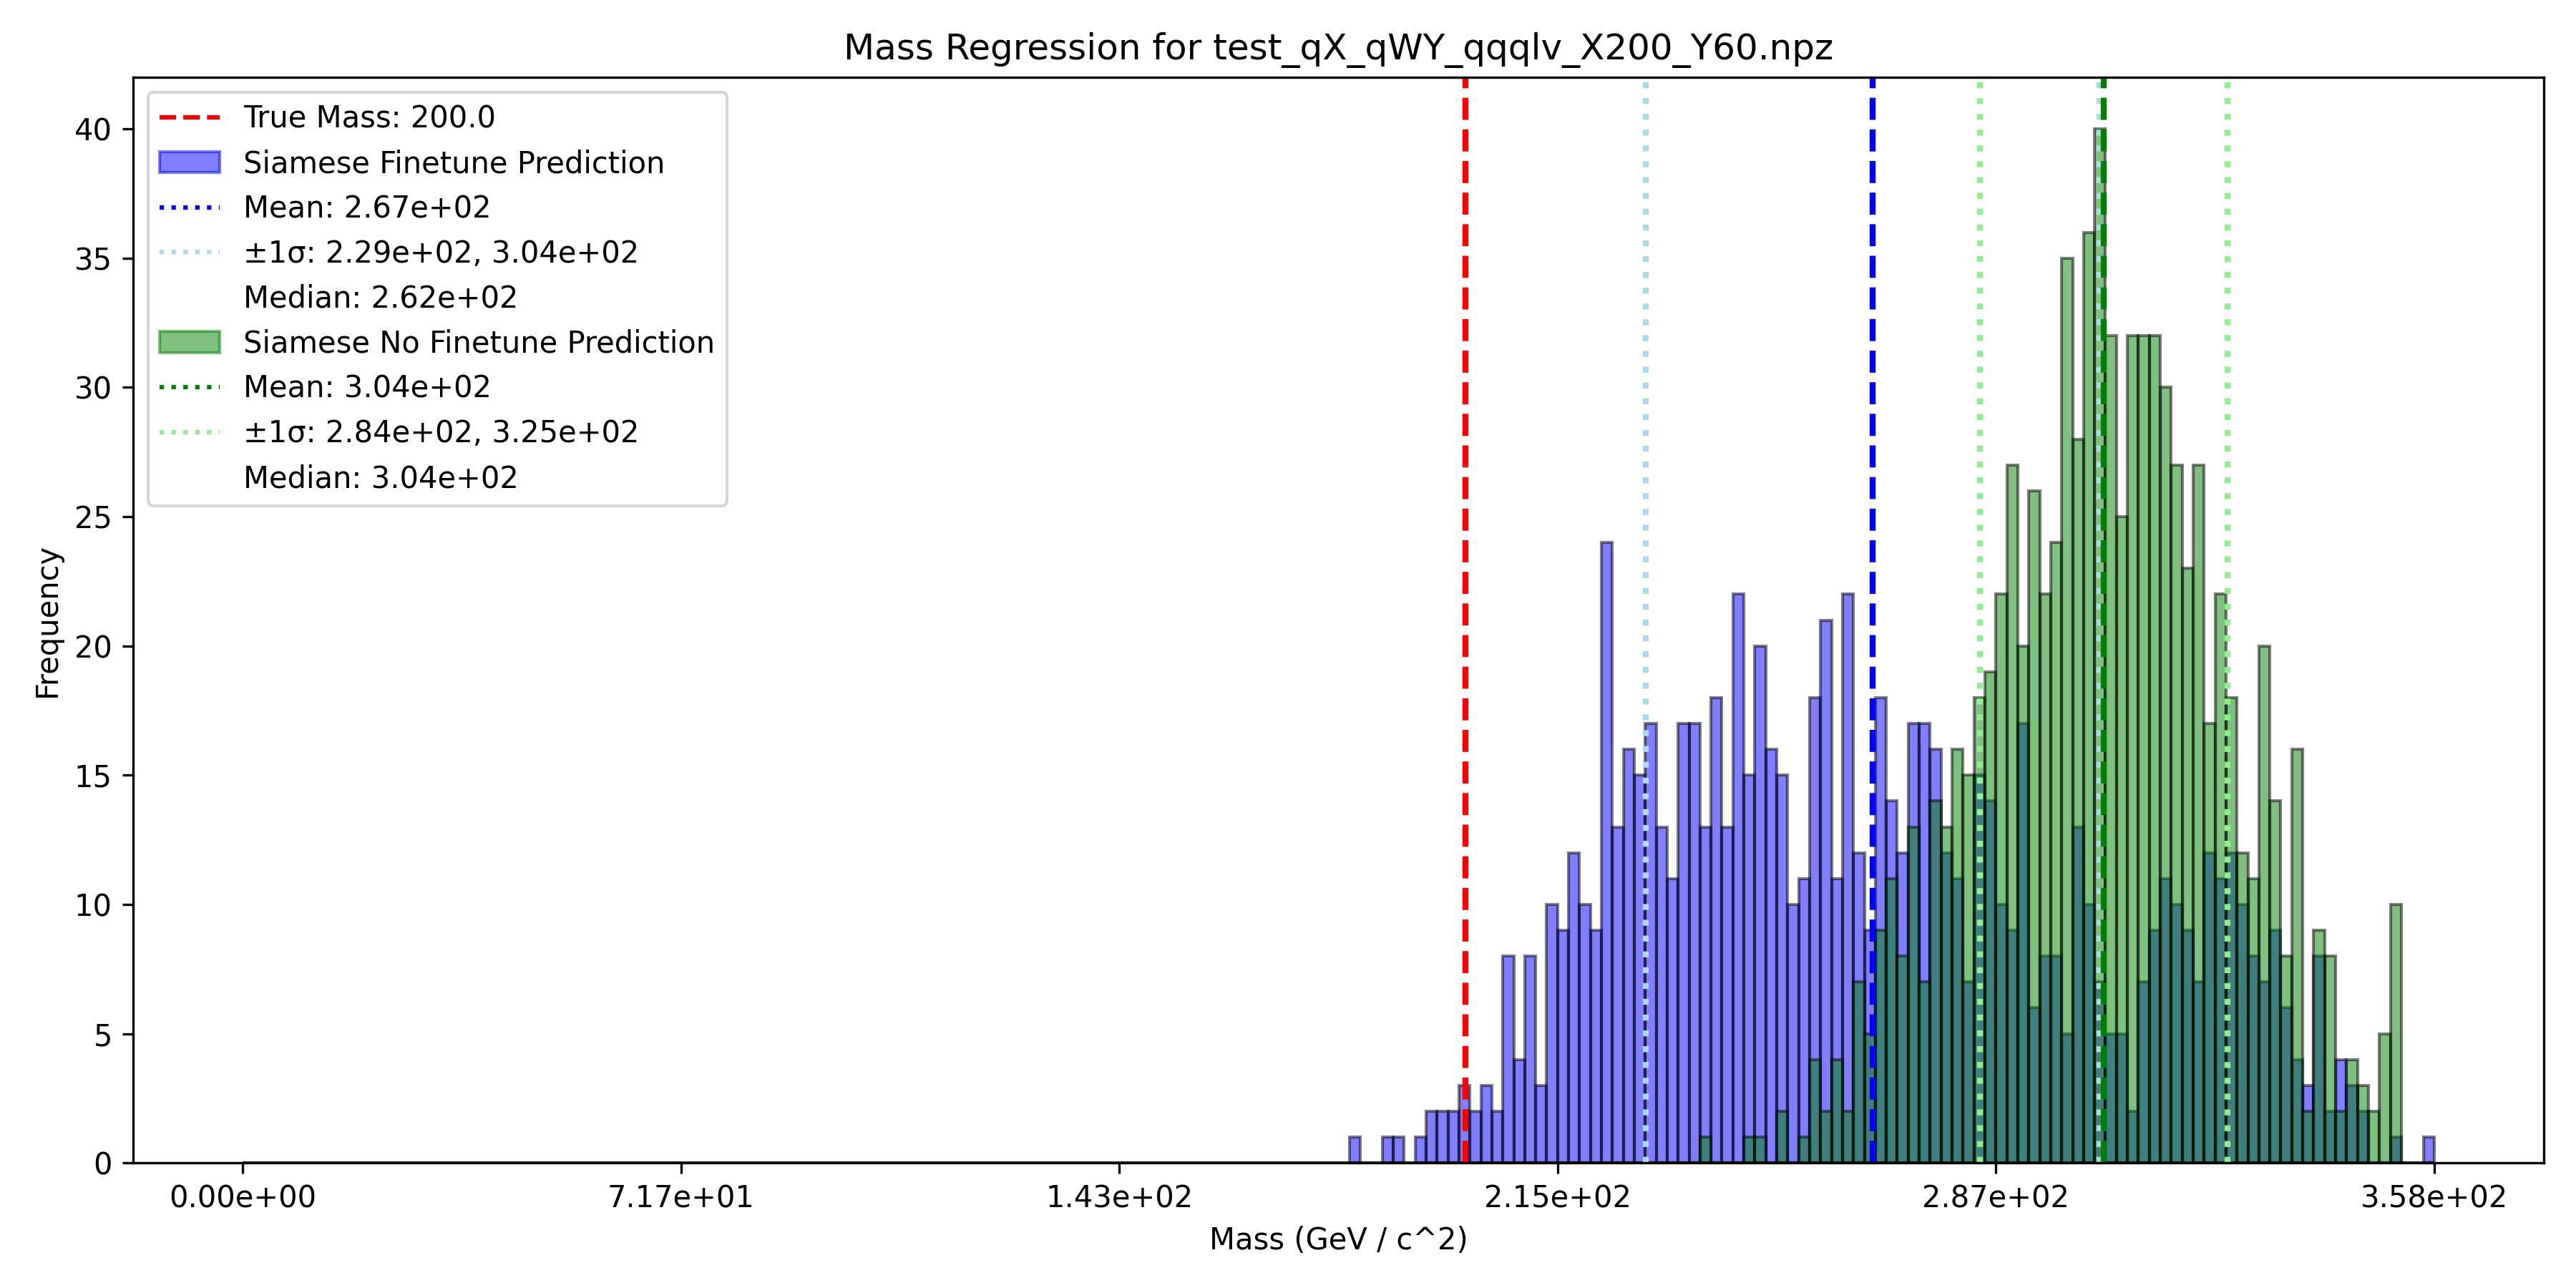 Mass Regression for test_qX_qWY_qqqlv_X200_Y60.npz
True Mass: 200.0
Siamese Finetune Prediction
Mean: 2.67e+02
±1σ: 2.29e+02, 3.04e+02
Median: 2.62e+02
Siamese No Finetune Prediction
Mean: 3.04e+02
±1σ: 2.84e+02, 3.25e+02
Median: 3.04e+02
40
35
30
25
20
15
10
5
0
Frequency
0.00e+00
7.17e+01
1.43e+02
2.15e+02
2.87e+02
3.58e+02
Mass (GeV / c^2)